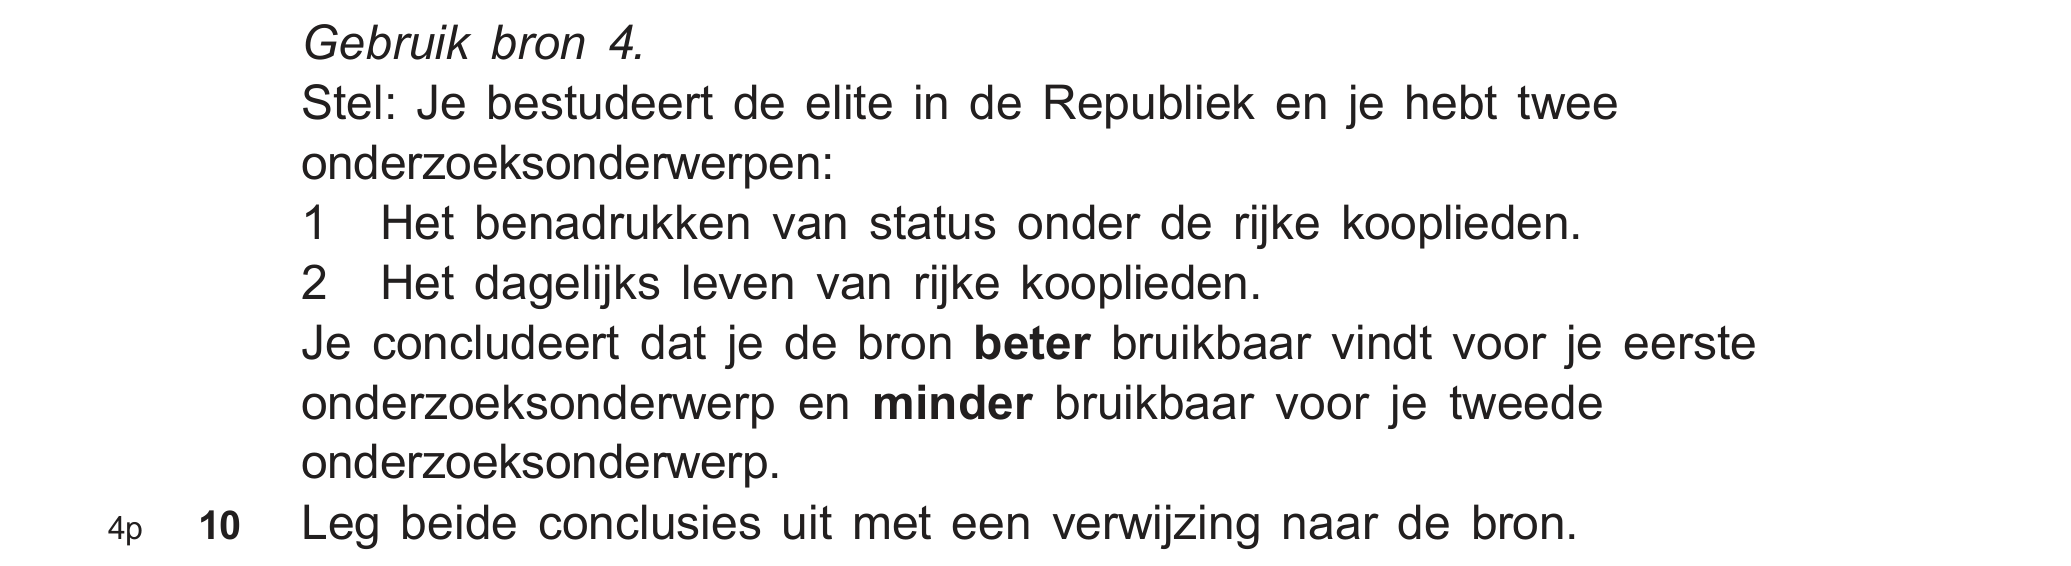 Gebruik bron 4.
Stel: Je bestudeert de elite in de Republiek en je hebt twee
onderzoeksonderwerpen:
1 Het benadrukken van status onder de rijke kooplieden.
2 Het dagelijks leven van rijke kooplieden.
Je concludeert dat je de bron beter bruikbaar vindt voor je eerste
onderzoeksonderwerp en minder bruikbaar voor je tweede
onderzoeksonderwerp.
4p 10 Leg beide conclusies uit met een verwijzing naar de bron.